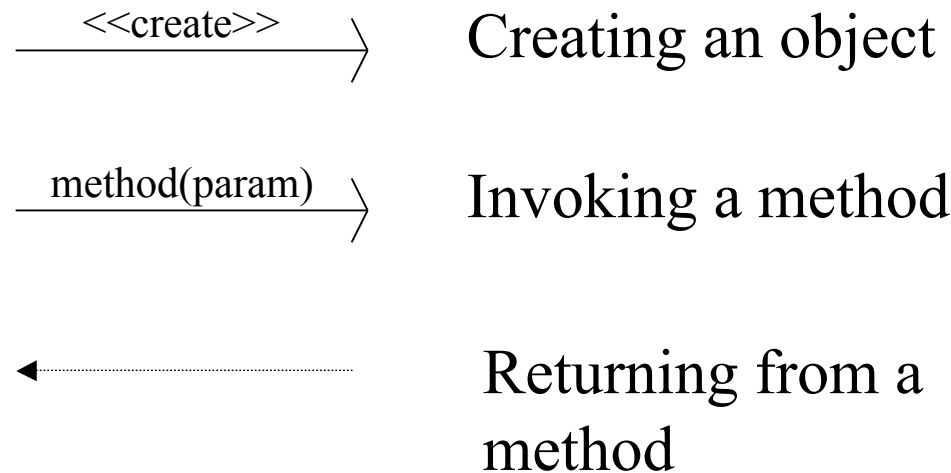 <<create>>
Creating an object
method(param)
Invoking a method
Returning from a
method